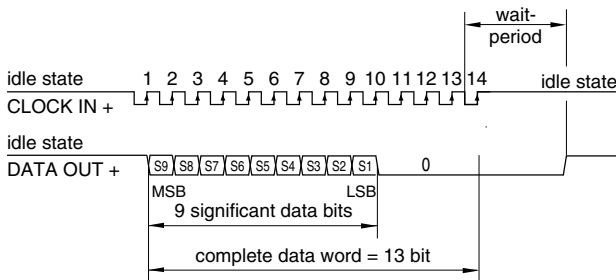 wait-
period
idle state 1 2 3 4 5 6 7 8 9 10 11 12 13 14 idle state
CLOCK IN +
idle state
DATA OUT + S9 S8 S7 S6 S5 S4 S3 S2 S1 0
MSB LSB
9 significant data bits
complete data word = 13 bit